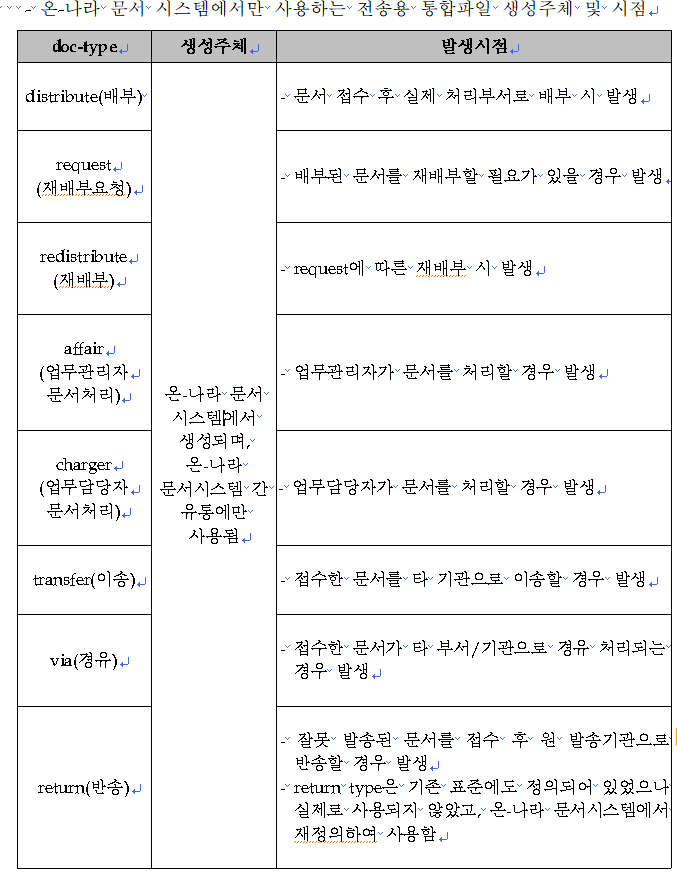 - 온-나라 문서 시스템에서만 사용하는 전송용 통합파일 생성주체 및 시점
doc-type
생성주체
발생시점
distribute(배부)
- 문서 접수 후 실제 처리부서로 배부 시 발생
request
(재배부요청)
- 배부된 문서를 재배부할 필요가 있을 경우 발생
redistribute
(재배부)
- request에 따른 재배부 시 발생
affair
(업무관리자
문서처리)
- 업무관리자가 문서를 처리할 경우 발생
온-나라 문서
시스템에서
생성되며,
온-나라
문서시스템 간
유통에만
사용됨
charger
(업무담당자
문서처리)
- 업무담당자가 문서를 처리할 경우 발생
transfer(이송)
- 접수한 문서를 타 기관으로 이송할 경우 발생
via(경유)
- 접수한 문서가 타 부서/기관으로 경유 처리되는
경우 발생
return(반송)
- 잘못 발송된 문서를 접수 후 원 발송기관으로
반송할 경우 발생
- return type은 기존 표준에도 정의되어 있었으나
실제로 사용되지 않았고, 온-나라 문서시스템에서
재정의하여 사용함